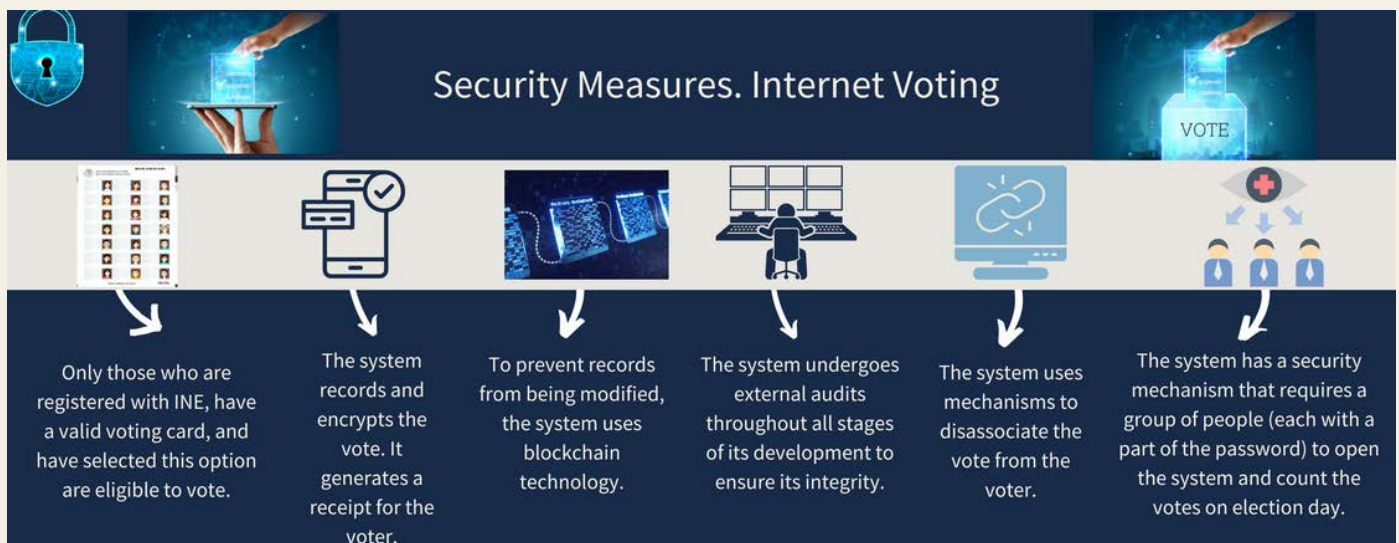 Security Measures. Internet Voting
VOTE
Only those who are
registered with INE, have
a valid voting card, and
have selected this option
are eligible to vote.
The system
records and
encrypts the
vote. It
generates a
receipt for the
voter.
To prevent records
from being modified,
the system uses
blockchain
technology.
The system undergoes
external audits
throughout all stages
of its development to
ensure its integrity.
The system uses
mechanisms to
disassociate the
vote from the
voter.
The system has a security
mechanism that requires a
group of people (each with a
part of the password) to open
the system and count the
votes on election day.